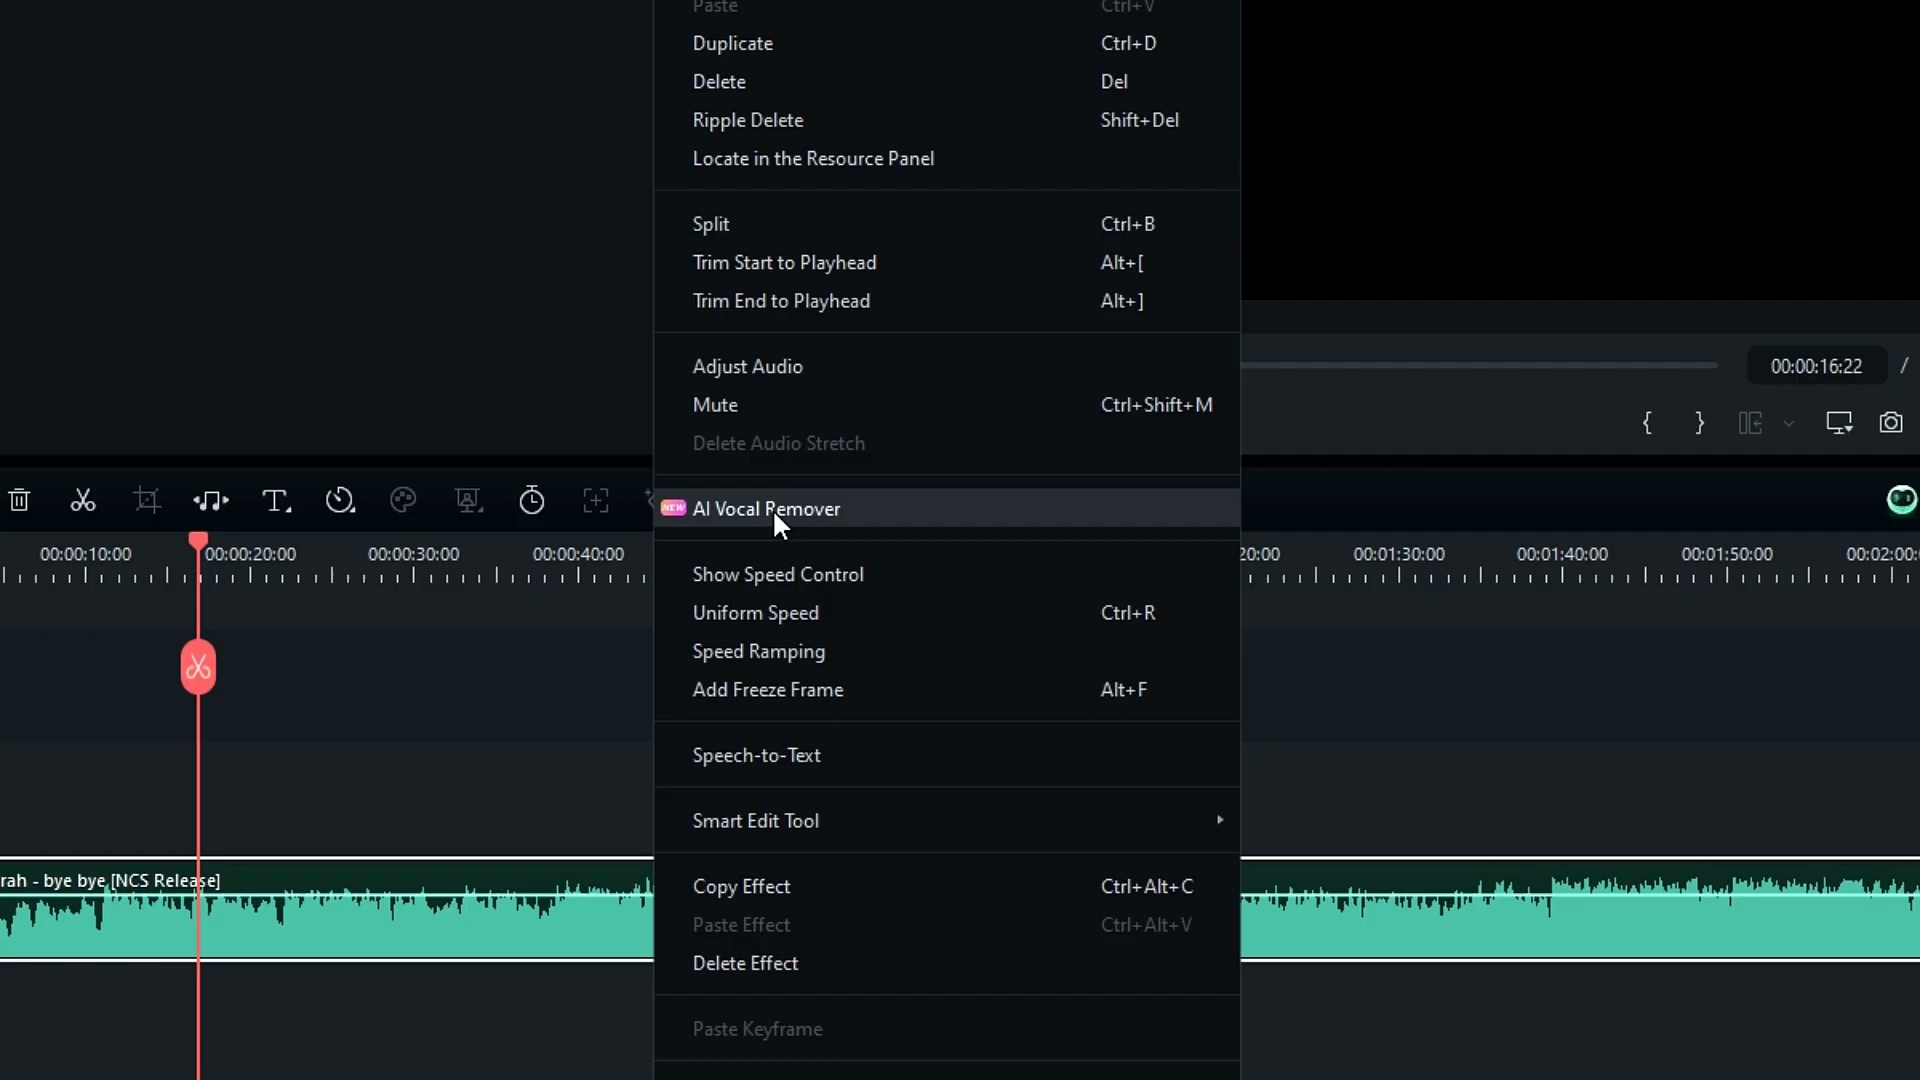 Paste Ctrl+V
Duplicate Ctrl+D
Delete Del
Ripple Delete Shift+Del
Locate in the Resource Panel
Split Ctrl+B
Trim Start to Playhead Alt+[
Trim End to Playhead Alt+]
Adjust Audio
Mute Ctrl+Shift+M
Delete Audio Stretch
00:00:16:22 /
NEW AI Vocal Remover
00:00:10:00 00:00:20:00 00:00:30:00 00:00:40:00 20:00 00:01:30:00 00:01:40:00 00:01:50:00 00:02:00:
Show Speed Control
Uniform Speed Ctrl+R
Speed Ramping
Add Freeze Frame Alt+F
Speech-to-Text
Smart Edit Tool
rah - bye bye [NCS Release]
Copy Effect Ctrl+Alt+C
Paste Effect Ctrl+Alt+V
Delete Effect
Paste Keyframe